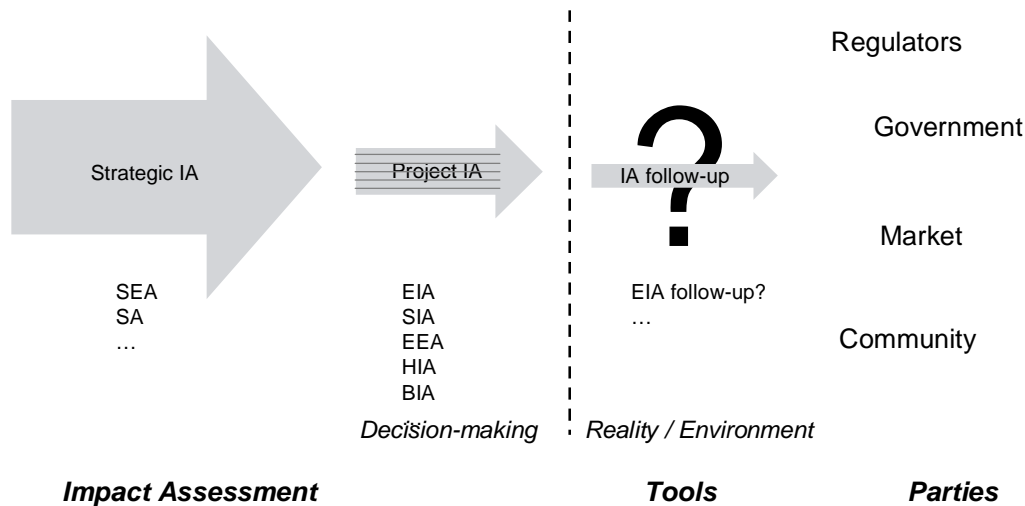 Regulators
Government
Strategic IA
Project IA
IA follow-up
?
Market
SEA
SA
…
EIA
SIA
EEA
HIA
BIA
…
EIA follow-up?
…
Community
Decision-making
Reality / Environment
Impact Assessment
Tools
Parties